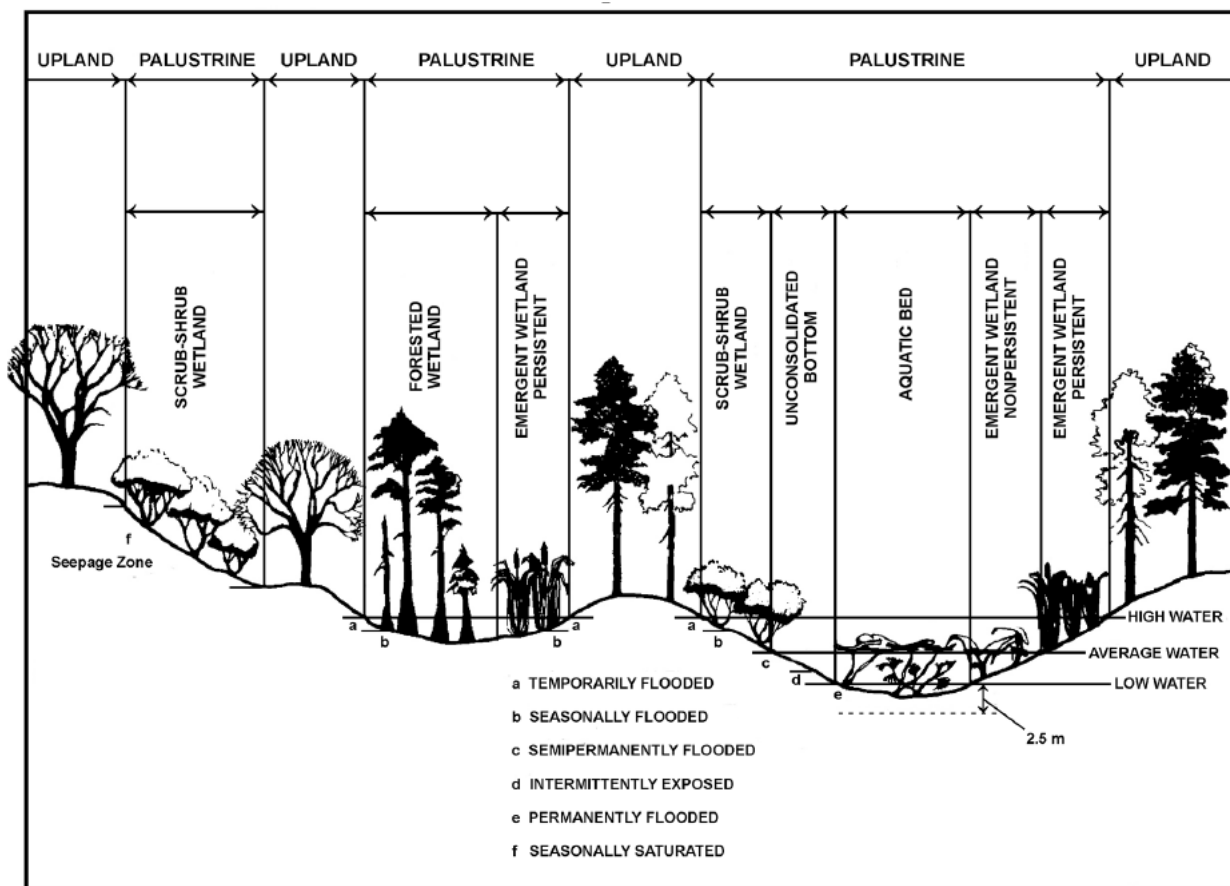 UPLAND
PALUSTRINE
UPLAND
PALUSTRINE
UPLAND
PALUSTRINE
UPLAND
SCRUB-SHRUB
WETLAND
FORESTED
WETLAND
EMERGENT WETLAND
PERSISTENT
SCRUB-SHRUB
WETLAND
UNCONSOLIDATED
BOTTOM
AQUATIC BED
EMERGENT WETLAND
NONPERSISTENT
EMERGENT WETLAND
PERSISTENT
f
Seepage Zone
a
b
b
a
a
b
c
d
e
HIGH WATER
AVERAGE WATER
LOW WATER
2.5 m
a TEMPORARILY FLOODED
b SEASONALLY FLOODED
c SEMIPERMANENTLY FLOODED
d INTERMITTENTLY EXPOSED
e PERMANENTLY FLOODED
f SEASONALLY SATURATED